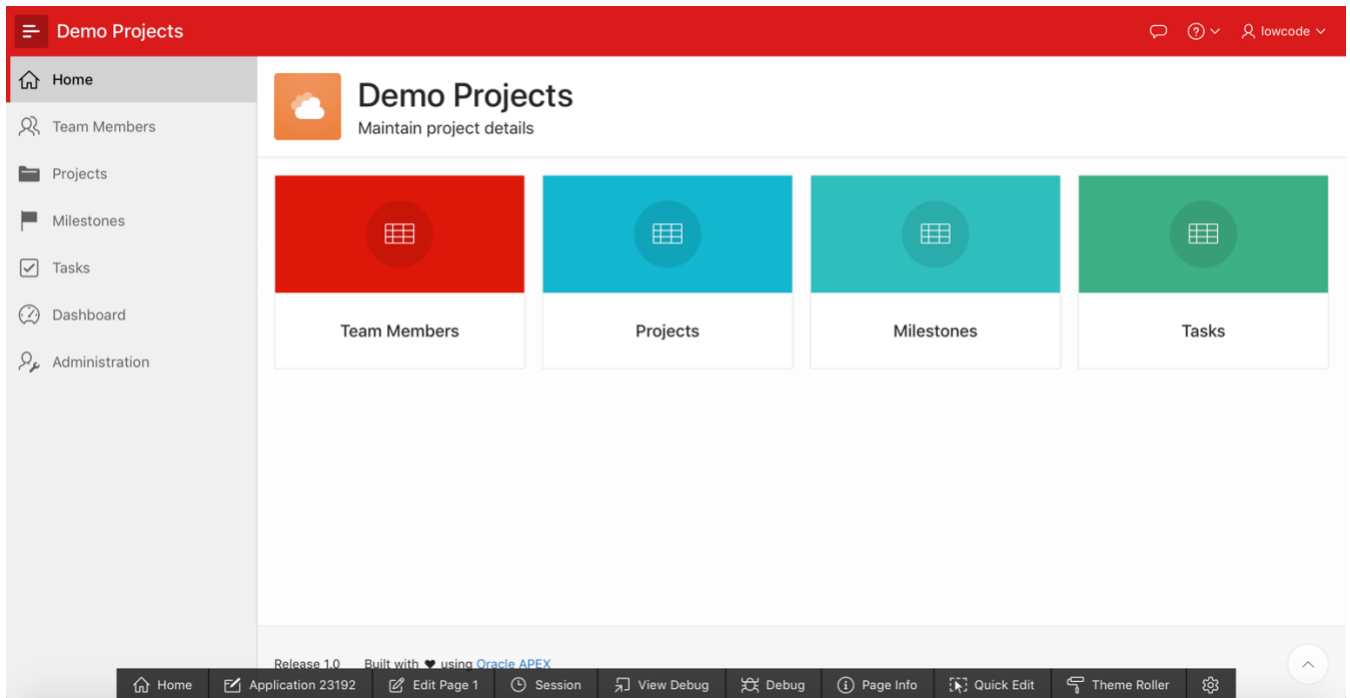 Demo Projects
lowcode
Home
Team Members
Projects
Milestones
Tasks
Dashboard
Administration
Demo Projects
Maintain project details
Team Members
Projects
Milestones
Tasks
Release 1.0 Built with ♥ using Oracle APEX
Home Application 23192 Edit Page 1 Session View Debug Debug Page Info Quick Edit Theme Roller